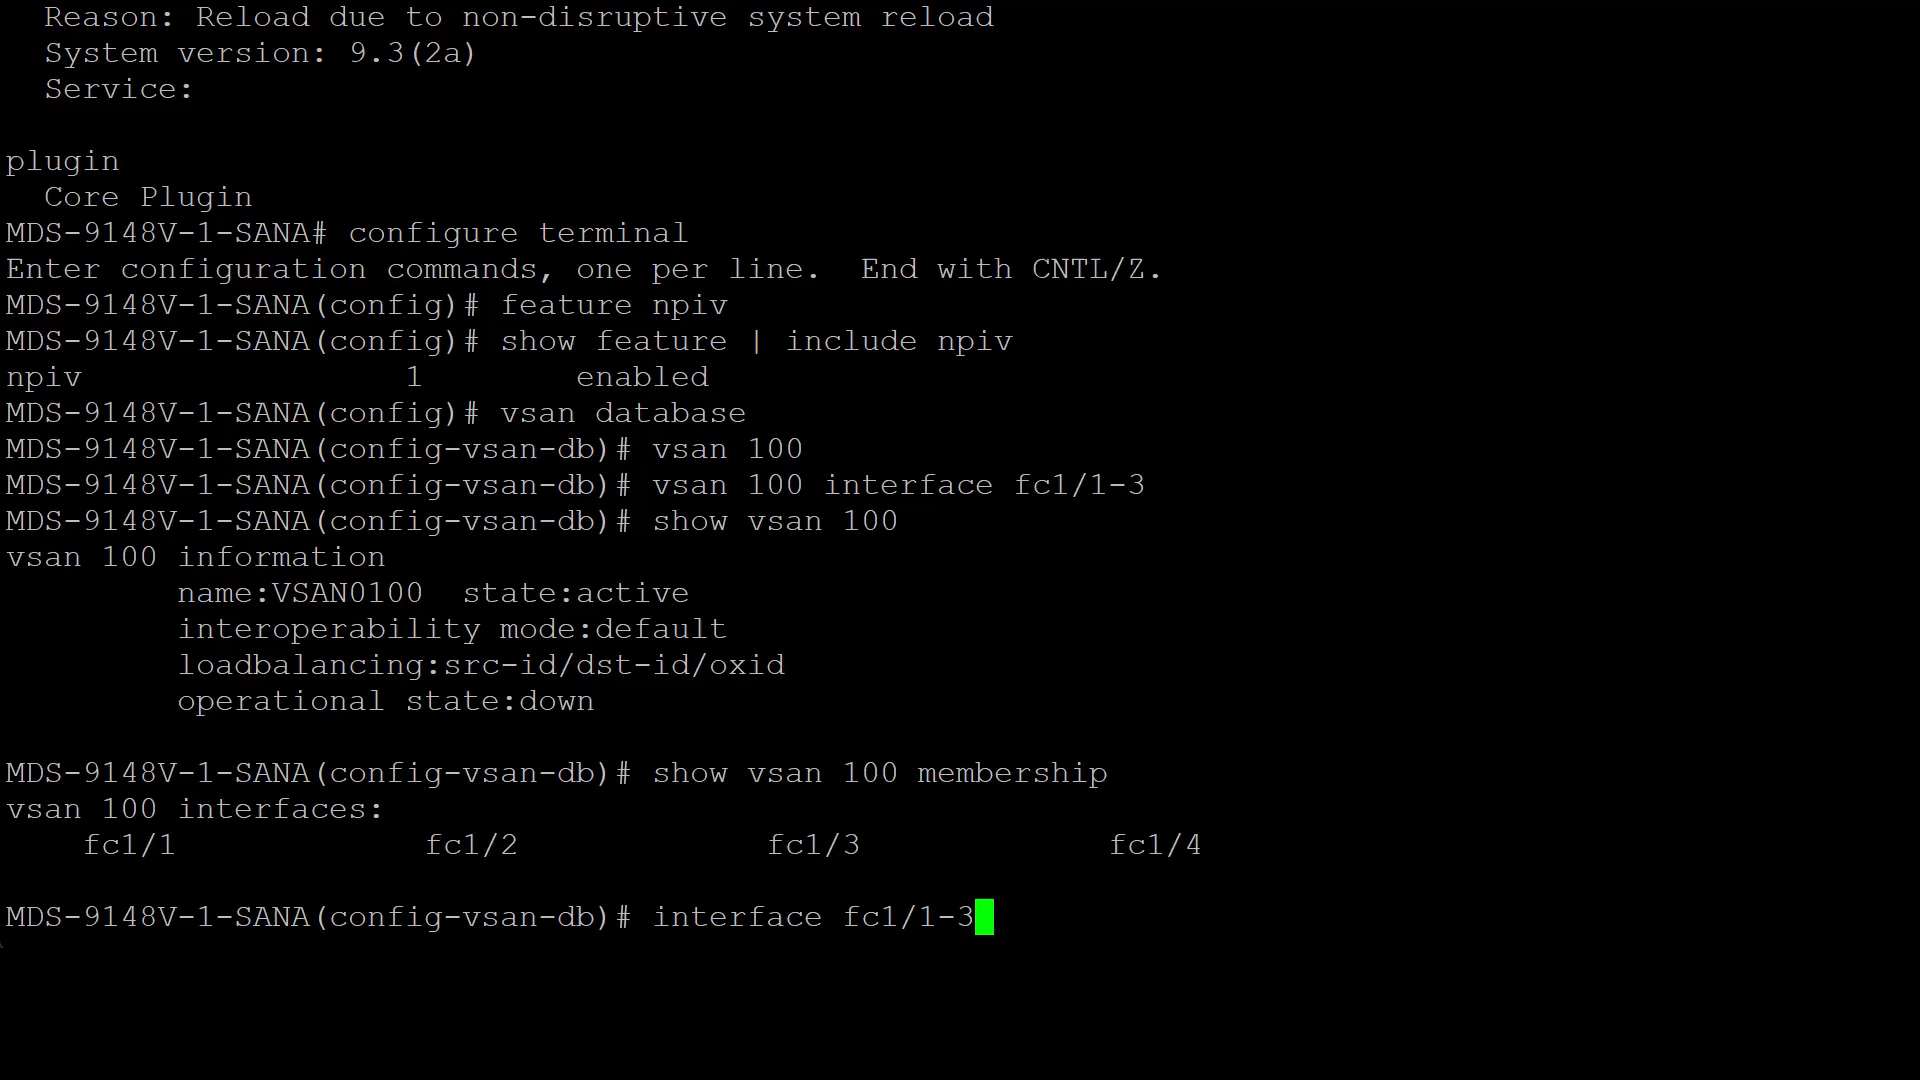 Reason: Reload due to non-disruptive system reload
System version: 9.3(2a)
Service:
plugin
Core Plugin
MDS-9148V-1-SANA# configure terminal
Enter configuration commands, one per line.  End with CNTL/Z.
MDS-9148V-1-SANA(config)# feature npiv
MDS-9148V-1-SANA(config)# show feature | include npiv
npiv                 1        enabled
MDS-9148V-1-SANA(config)# vsan database
MDS-9148V-1-SANA(config-vsan-db)# vsan 100
MDS-9148V-1-SANA(config-vsan-db)# vsan 100 interface fc1/1-3
MDS-9148V-1-SANA(config-vsan-db)# show vsan 100
vsan 100 information
name:VSAN0100  state:active
interoperability mode:default
loadbalancing:src-id/dst-id/oxid
operational state:down
MDS-9148V-1-SANA(config-vsan-db)# show vsan 100 membership
vsan 100 interfaces:
fc1/1             fc1/2             fc1/3             fc1/4
MDS-9148V-1-SANA(config-vsan-db)# interface fc1/1-3